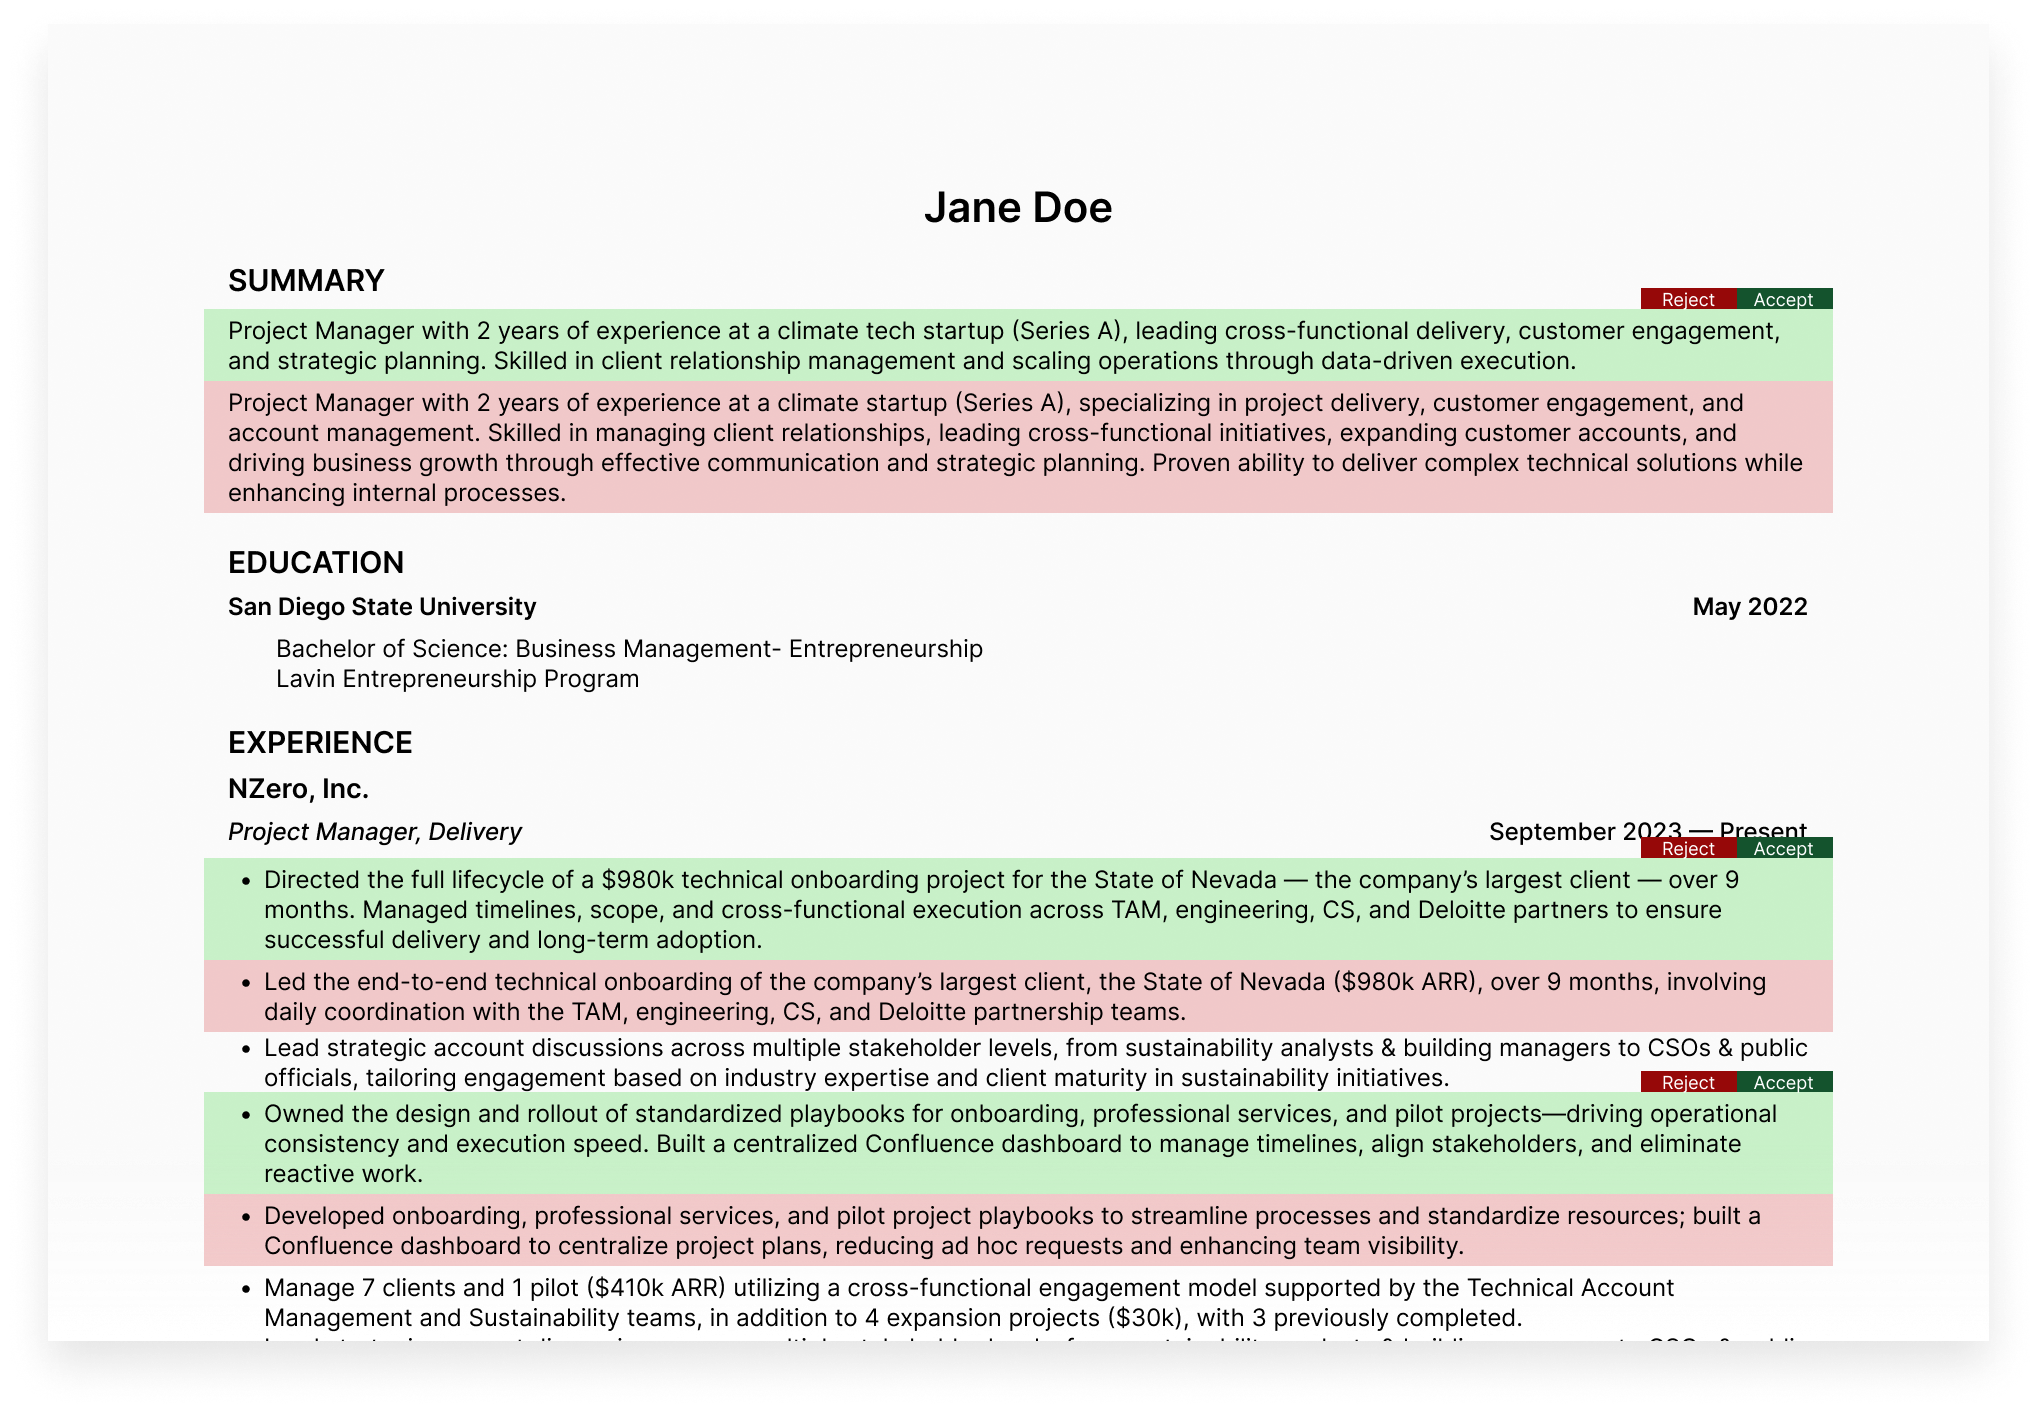 Jane Doe
SUMMARY
Reject Accept
Project Manager with 2 years of experience at a climate tech startup (Series A), leading cross-functional delivery, customer engagement,
and strategic planning. Skilled in client relationship management and scaling operations through data-driven execution.
Project Manager with 2 years of experience at a climate startup (Series A), specializing in project delivery, customer engagement, and
account management. Skilled in managing client relationships, leading cross-functional initiatives, expanding customer accounts, and
driving business growth through effective communication and strategic planning. Proven ability to deliver complex technical solutions while
enhancing internal processes.
EDUCATION
San Diego State University May 2022
Bachelor of Science: Business Management- Entrepreneurship
Lavin Entrepreneurship Program
EXPERIENCE
NZero, Inc.
Project Manager, Delivery September 2023 — Present
Reject Accept
• Directed the full lifecycle of a $980k technical onboarding project for the State of Nevada — the company’s largest client — over 9
months. Managed timelines, scope, and cross-functional execution across TAM, engineering, CS, and Deloitte partners to ensure
successful delivery and long-term adoption.
• Led the end-to-end technical onboarding of the company’s largest client, the State of Nevada ($980k ARR), over 9 months, involving
daily coordination with the TAM, engineering, CS, and Deloitte partnership teams.
• Lead strategic account discussions across multiple stakeholder levels, from sustainability analysts & building managers to CSOs & public
officials, tailoring engagement based on industry expertise and client maturity in sustainability initiatives.
Reject Accept
• Owned the design and rollout of standardized playbooks for onboarding, professional services, and pilot projects—driving operational
consistency and execution speed. Built a centralized Confluence dashboard to manage timelines, align stakeholders, and eliminate
reactive work.
• Developed onboarding, professional services, and pilot project playbooks to streamline processes and standardize resources; built a
Confluence dashboard to centralize project plans, reducing ad hoc requests and enhancing team visibility.
• Manage 7 clients and 1 pilot ($410k ARR) utilizing a cross-functional engagement model supported by the Technical Account
Management and Sustainability teams, in addition to 4 expansion projects ($30k), with 3 previously completed.